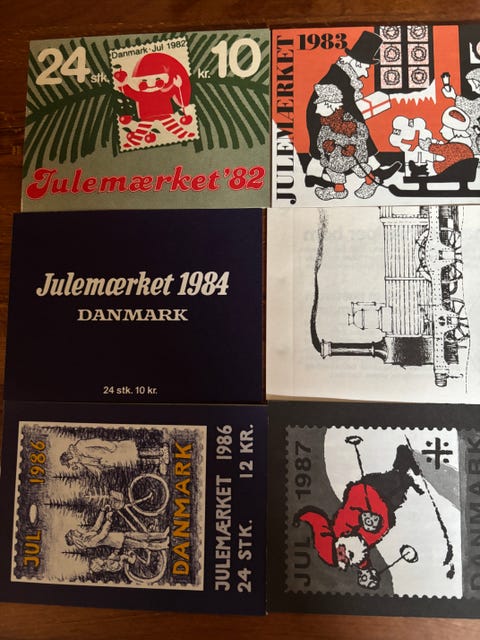 24 stk.
Danmark · Jul 1982
kr. 10
Julemærket '82
JULEMÆRKET 1983
Julemærket 1984
DANMARK
24 stk. 10 kr.
JUL 1986
DANMARK
JULEMÆRKET 1986
24 STK. 12 KR.
JUL 1987
DANMARK